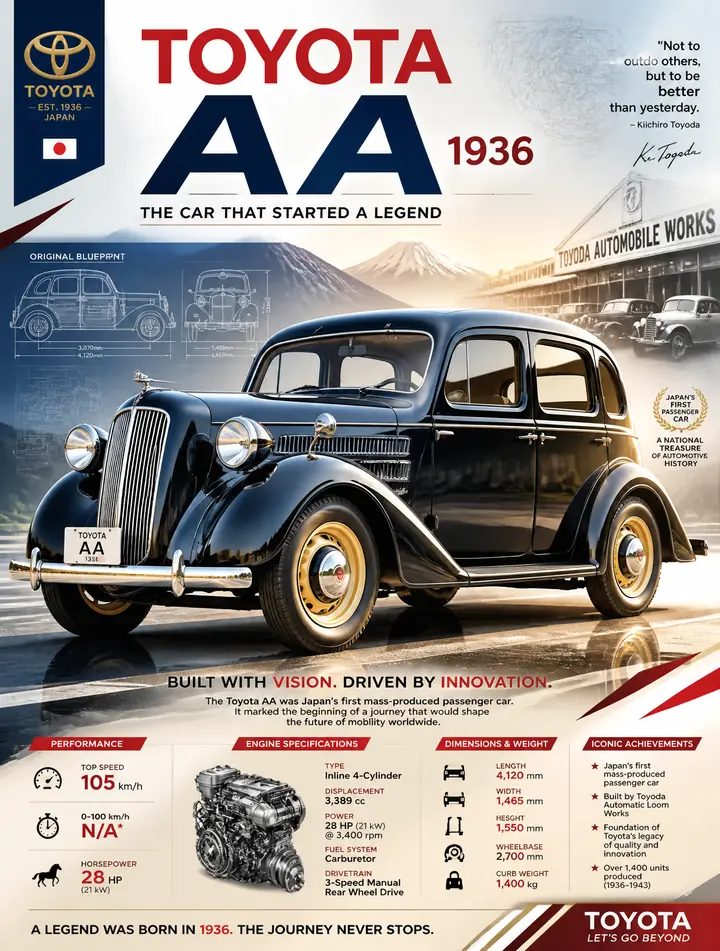 TOYOTA
EST. 1936
JAPAN
TOYOTA
AA
1936
THE CAR THAT STARTED A LEGEND
"Not to
outdo others,
but to be
better
than yesterday.
– Kiichiro Toyoda
ORIGINAL BLUEPRINT
3,070mm
4,120mm
TOYODA AUTOMOBILE WORKS
JAPAN'S
FIRST
PASSENGER
CAR
A NATIONAL
TREASURE
OF AUTOMOTIVE
HISTORY
TOYOTA
AA
BUILT WITH VISION. DRIVEN BY INNOVATION.
The Toyota AA was Japan's first mass-produced passenger car.
It marked the beginning of a journey that would shape
the future of mobility worldwide.
PERFORMANCE
TOP SPEED
105 km/h
0-100 km/h
N/A*
HORSEPOWER
28 HP
(21 kW)
ENGINE SPECIFICATIONS
TYPE
Inline 4-Cylinder
DISPLACEMENT
3,389 cc
POWER
28 HP (21 kW)
@ 3,400 rpm
FUEL SYSTEM
Carburetor
DRIVETRAIN
3-Speed Manual
Rear Wheel Drive
DIMENSIONS & WEIGHT
LENGTH
4,120 mm
WIDTH
1,465 mm
HESGHT
1,550 mm
WHEELBASE
2,700 mm
CURB WEIGHT
1,400 kg
ICONIC ACHIEVEMENTS
★ Japan's first
mass-produced
passenger car
★ Built by Toyoda
Automatic Loom
Works
★ Foundation of
Toyota's legacy
of quality and
innovation
★ Over 1,400 units
produced
(1936–1943)
A LEGEND WAS BORN IN 1936. THE JOURNEY NEVER STOPS.
TOYOTA
LET'S GO BEYOND